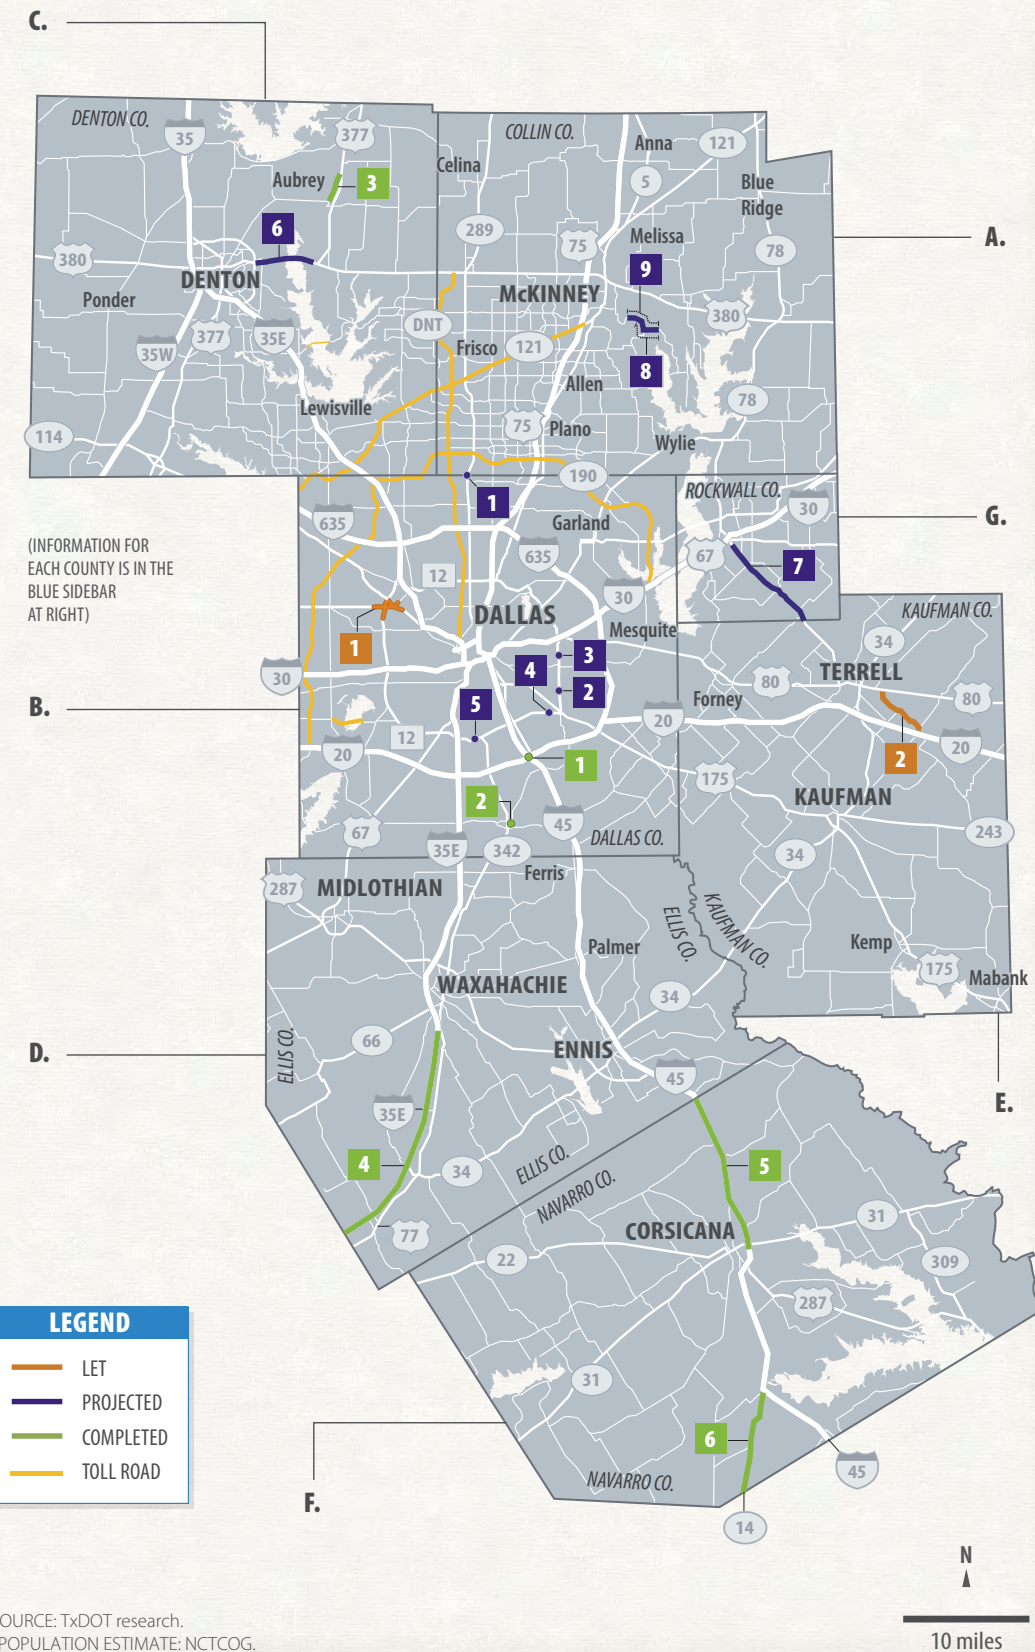 C.
DENTON CO.
35
377
COLLIN CO.
Anna
121
Celina
5
Aubrey
3
Blue
Ridge
6
289
75
Melissa
78
A.
380
DENTON
9
Ponder
McKINNEY
380
377
35E
DNT
35W
Frisco
121
8
Allen
78
Lewisville
114
75
Plano
Wylie
190
ROCKWALL CO.
1
30
G.
635
Garland
(INFORMATION FOR
EACH COUNTY IS IN THE
BLUE SIDEBAR
AT RIGHT)
635
67
7
12
30
KAUFMAN CO.
DALLAS
Mesquite
34
1
3
TERRELL
30
4
80
2
Forney
80
B.
5
20
12
20
20
1
2
175
2
KAUFMAN
45
67
DALLAS CO.
243
35E
342
34
Ferris
287
MIDLOTHIAN
ELLIS CO.
KAUFMAN CO.
Palmer
Kemp
175
Mabank
WAXAHACHIE
34
66
D.
ELLIS CO.
ENNIS
45
E.
35E
4
34
ELLIS CO.
5
NAVARRO CO.
77
CORSICANA
31
22
309
287
LEGEND
LET
PROJECTED
COMPLETED
TOLL ROAD
31
6
45
NAVARRO CO.
F.
14
N
OURCE: TxDOT research.
POPULATION ESTIMATE: NCTCOG.
10 miles